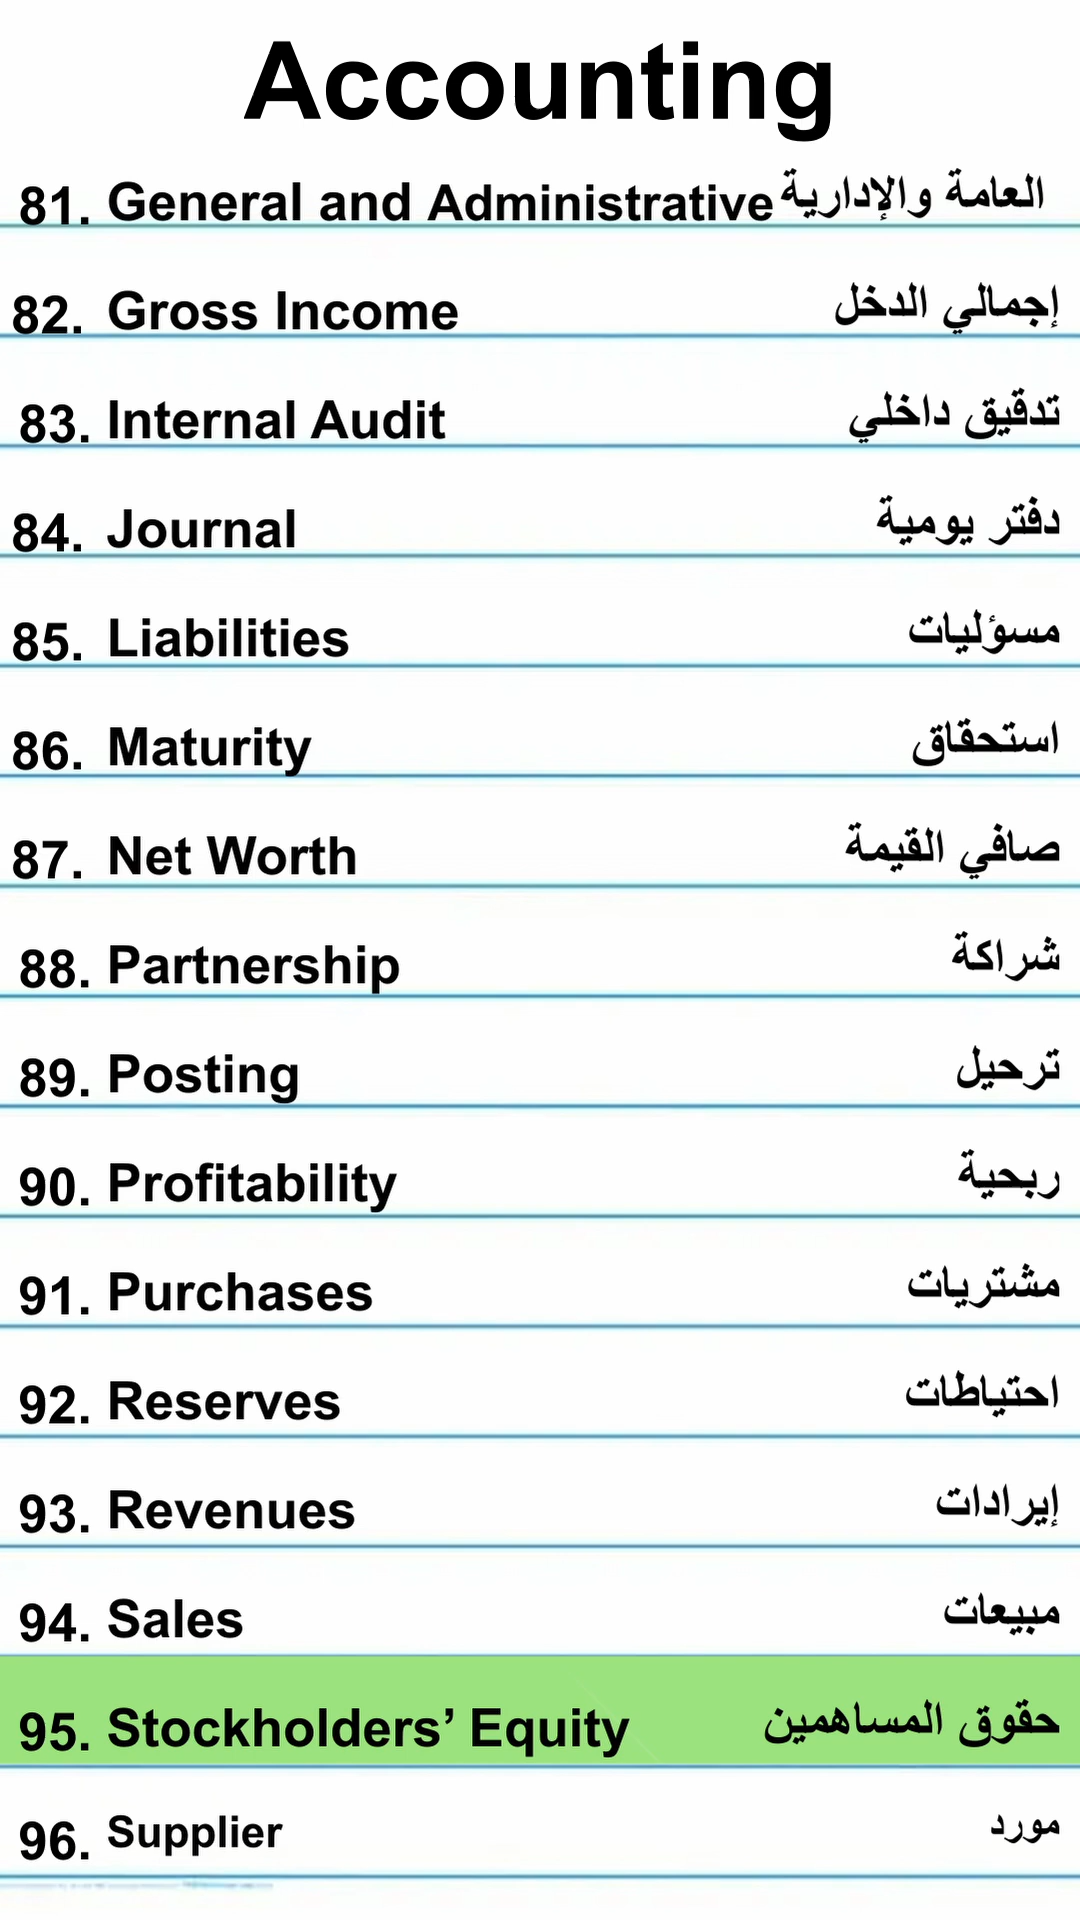 Accounting
81. General and Administrative العامة والإدارية
82. Gross Income إجمالي الدخل
83. Internal Audit تدقيق داخلي
84. Journal دفتر يومية
85. Liabilities مسؤليات
86. Maturity استحقاق
87. Net Worth صافي القيمة
88. Partnership شراكة
89. Posting ترحيل
90. Profitability ربحية
91. Purchases مشتريات
92. Reserves احتياطات
93. Revenues إيرادات
94. Sales مبيعات
95. Stockholders’ Equity حقوق المساهمين
96. Supplier مورد